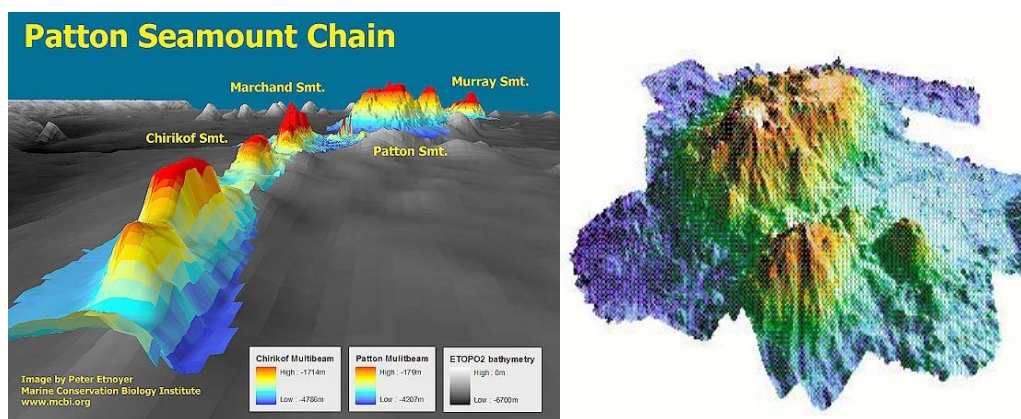 Patton Seamount Chain
Marchand Smt.
Murray Smt.
Chirikof Smt.
Patton Smt.
Chirikof Multibeam
High : -1714m
Low : -4786m
Patton Mulitbeam
High : -179m
Low : -4207m
ETOPO2 bathymetry
High : 0m
Low : -6700m
Image by Peter Etnoyer
Marine Conservation Biology Institute
www.mcbi.org